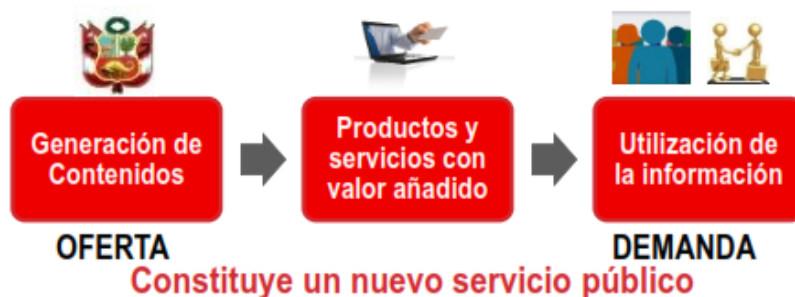 Generación de
Contenidos
Productos y
servicios con
valor añadido
Utilización de
la información
OFERTA
DEMANDA
Constituye un nuevo servicio público